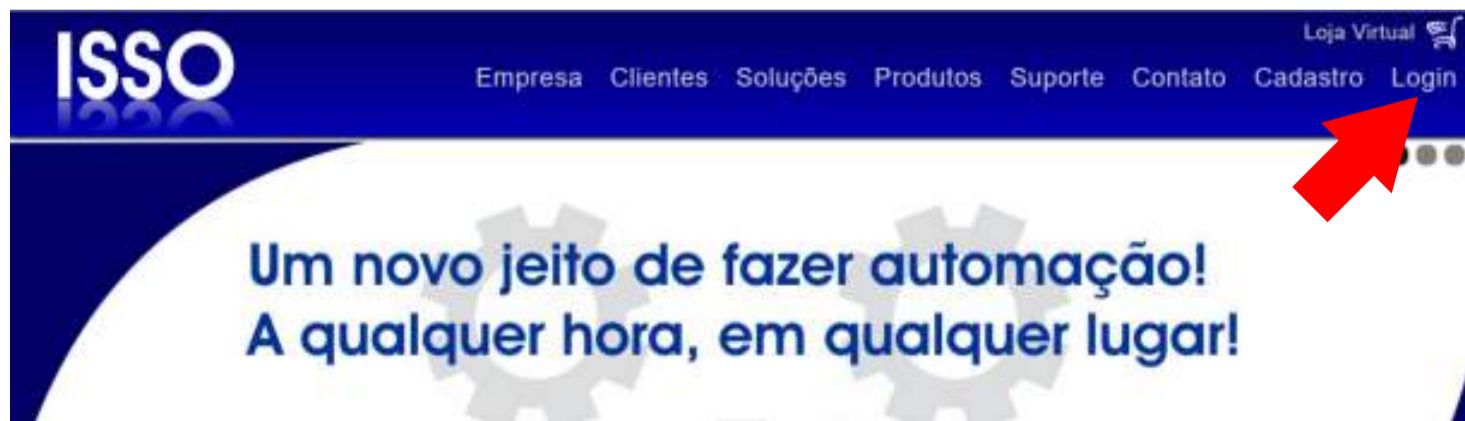 Loja Virtual
ISSO
Empresa Clientes Soluções Produtos Suporte Contato Cadastro Login
Um novo jeito de fazer automação!
A qualquer hora, em qualquer lugar!